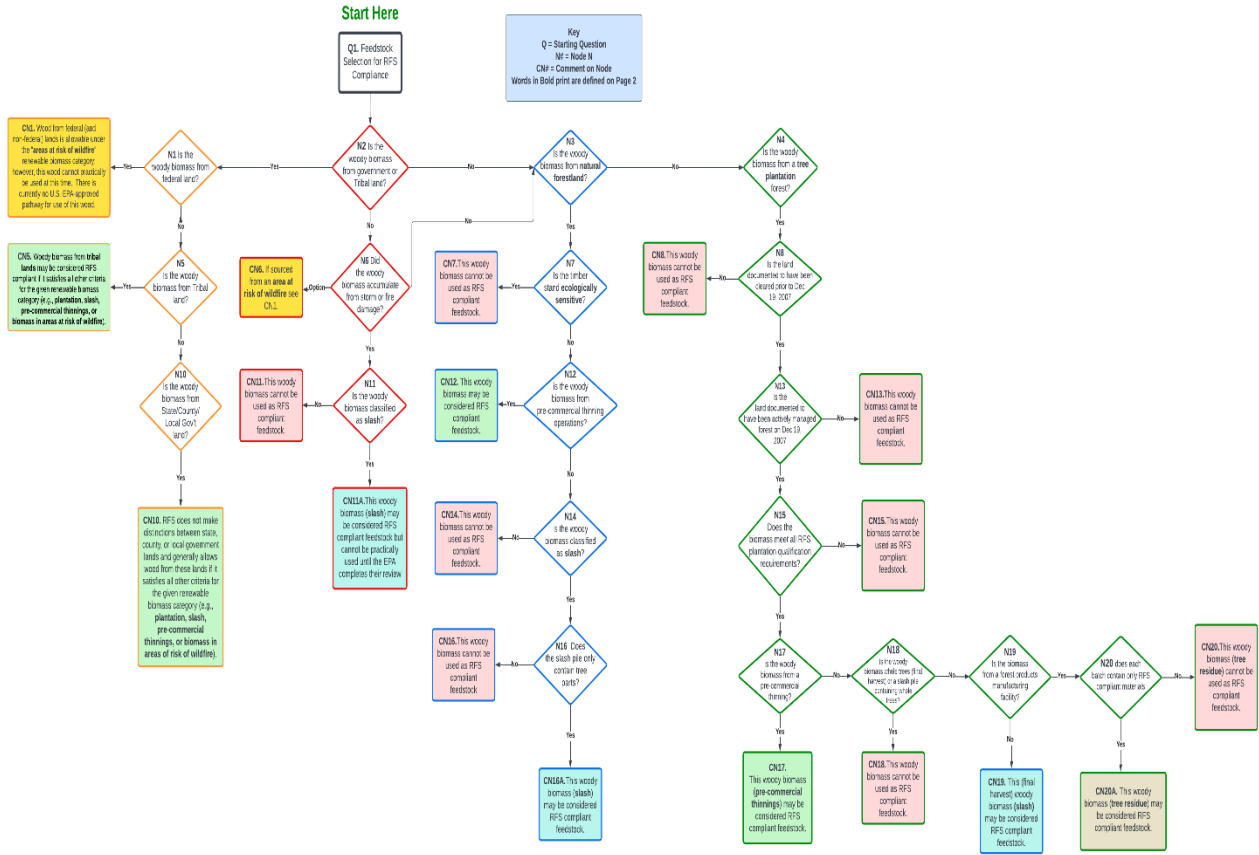 Start Here
Q1. Feedstock
Selection for RFS
Compliance
Key
Q = Starting Question
N# = Node N
CN# = Comment on Node
Words in Bold print are defined on Page 2
CN1. Wood from federal (and
non-federal) lands is allowable under
the "areas at risk of wildfire"
renewable biomass category;
however, this wood cannot practically
be used at this time. There is
currently no U.S. EPA-approved
pathway for use of this wood.
Yes
N1 Is the
woody biomass from
federal land?
Yes
N2 Is the
woody biomass
from government or
Tribal land?
No
N3
Is the woody
biomass from natural
forestland?
No
N4
Is the woody
biomass from a tree
plantation
forest?
No
No
No
Yes
Yes
CN5. Woody biomass from tribal
lands may be considered RFS
compliant if it satisfies all other criteria
for the given renewable biomass
category (e.g., plantation, slash,
pre-commercial thinnings, or
biomass in areas at risk of wildfire).
Yes
N5
Is the woody
biomass from Tribal
land?
CN6. If sourced
from an area at
risk of wildfire see
CN1
Option
N6 Did
the woody
biomass accumulate
from storm or fire
damage?
CN7.This woody
biomass cannot be
used as RFS
compliant
feedstock.
Yes
N7
Is the timber
stand ecologically
sensitive?
CN8.This woody
biomass cannot be
used as RFS
compliant
feedstock.
No
N8
Is the land
documented to have been
cleared prior to Dec
19, 2007
No
Yes
No
Yes
N10
Is the woody
biomass from
State/County/
Local Gov't
land?
CN11.This woody
biomass cannot be
used as RFS
compliant
feedstock.
No
N11
Is the woody
biomass classified
as slash?
CN12. This woody
biomass may be
considered RFS
compliant
feedstock.
Yes
N12
Is the woody
biomass from
pre-commercial thinning
operations?
N13
Is the
land documented to
have been actively managed
forest on Dec 19,
2007
No
CN13.This woody
biomass cannot be
used as RFS
compliant
feedstock.
Yes
Yes
No
Yes
CN10. RFS does not make
distinctions between state,
county, or local government
lands and generally allows
wood from these lands if it
satisfies all other criteria for
the given renewable
biomass category (e.g.,
plantation, slash,
pre-commercial
thinnings, or biomass in
areas of risk of wildfire).
CN11A.This woody
biomass (slash) may
be considered RFS
compliant feedstock but
cannot be practically
used until the EPA
completes their review
CN14.This woody
biomass cannot be
used as RFS
compliant
feedstock.
No
N14
Is the woody
biomass classified
as slash?
N15
Does the
biomass meet all RFS
plantation qualification
requirements?
No
CN15.This woody
biomass cannot be
used as RFS
compliant
feedstock.
Yes
Yes
CN16.This woody
biomass cannot be
used as RFS
compliant
feedstock
No
N16 Does
the slash pile only
contain tree
parts?
N17
Is the woody
biomass from a
pre-commercial
thinning?
No
N18
Is the woody
biomass whole trees (final
harvest) or a slash pile
containing whole
trees?
No
N19
Is the biomass
from a forest products
manufacturing
facility?
Yes
N20 does each
batch contain only RFS
compliant materials
No
CN20.This woody
biomass (tree
residue) cannot be
used as RFS
compliant
feedstock.
Yes
Yes
Yes
No
Yes
CN16A.This woody
biomass (slash)
may be considered
RFS compliant
feedstock.
CN17.
This woody biomass
(pre-commercial
thinnings) may be
considered RFS
compliant feedstock.
CN18.This woody
biomass cannot be
used as RFS
compliant
feedstock.
CN19. This (final
harvest) woody
biomass (slash)
may be considered
RFS compliant
feedstock.
CN20A. This woody
biomass (tree residue) may
be considered RFS
compliant feedstock.